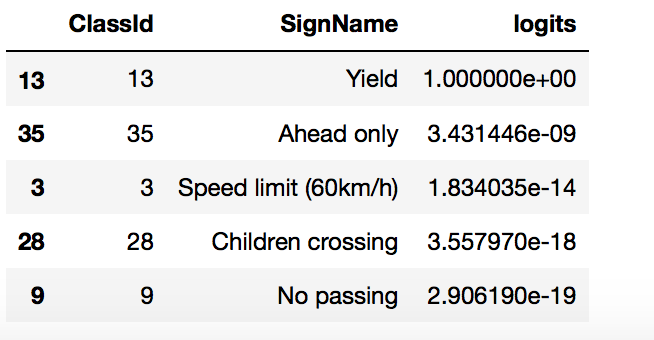 ClassId SignName logits
13 13 Yield 1.000000e+00
35 35 Ahead only 3.431446e-09
3 3 Speed limit (60km/h) 1.834035e-14
28 28 Children crossing 3.557970e-18
9 9 No passing 2.906190e-19